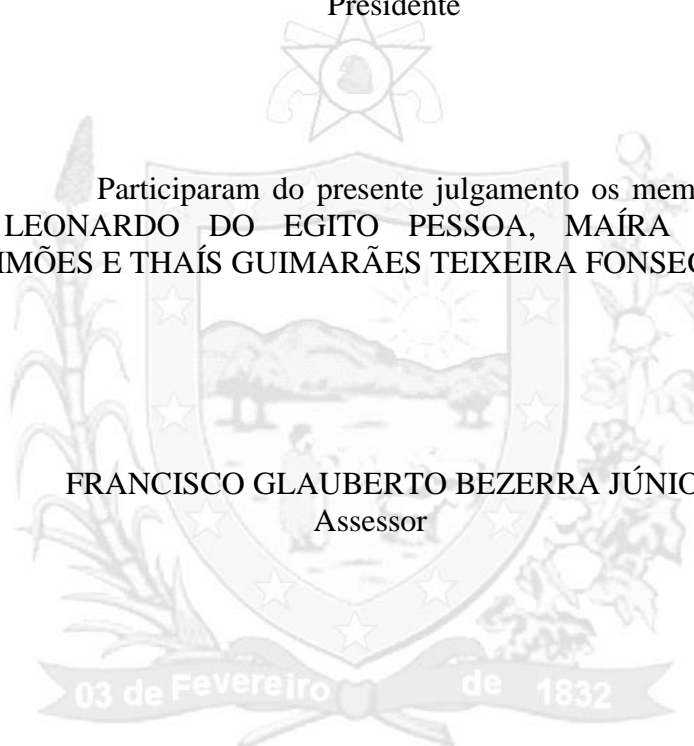 Presidente
Participaram do presente julgamento os mem
LEONARDO DO EGITO PESSOA, MAÍRA
IMÕES E THAÍS GUIMARÃES TEIXEIRA FONSEC
FRANCISCO GLAUBERTO BEZERRA JÚNIO
Assessor
03 de Fevereiro de 1832